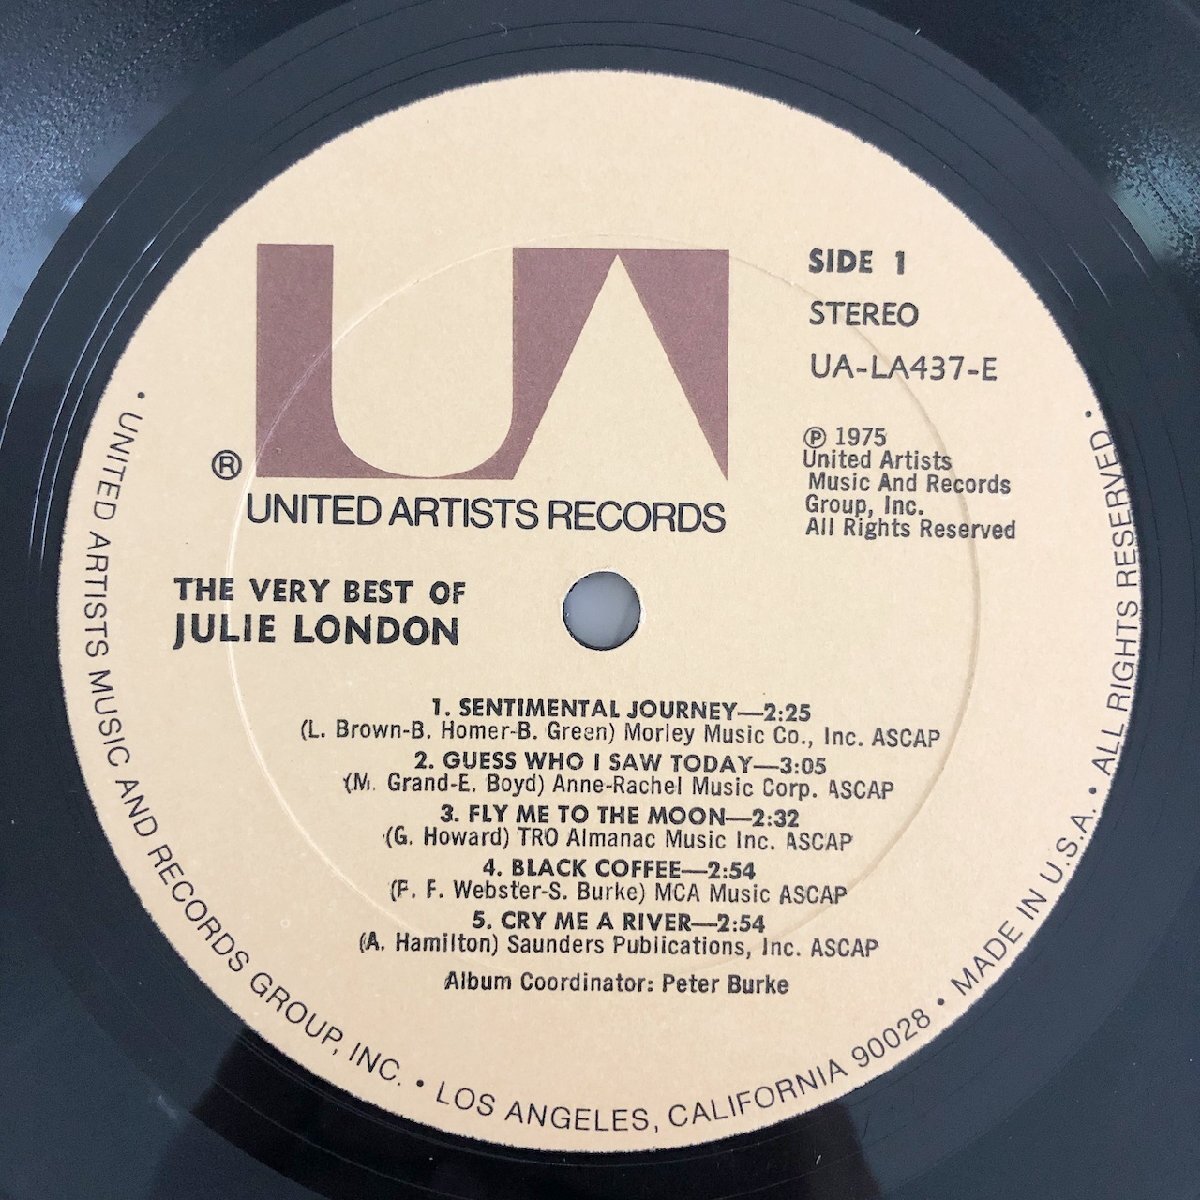 UA
®
UNITED ARTISTS RECORDS
SIDE 1
STEREO
UA-LA437-E
℗ 1975
United Artists
Music And Records
Group, Inc.
All Rights Reserved
THE VERY BEST OF
JULIE LONDON
1. SENTIMENTAL JOURNEY—2:25
(L. Brown-B. Homer-B. Green) Morley Music Co., Inc. ASCAP
2. GUESS WHO I SAW TODAY—3:05
(M. Grand-E. Boyd) Anne-Rachel Music Corp. ASCAP
3. FLY ME TO THE MOON—2:32
(G. Howard) TRO Almanac Music Inc. ASCAP
4. BLACK COFFEE—2:54
(F. F. Webster-S. Burke) MCA Music ASCAP
5. CRY ME A RIVER—2:54
(A. Hamilton) Saunders Publications, Inc. ASCAP
Album Coordinator: Peter Burke
• UNITED ARTISTS MUSIC AND RECORDS GROUP, INC. • LOS ANGELES, CALIFORNIA 90028 • MADE IN U.S.A. • ALL RIGHTS RESERVED •